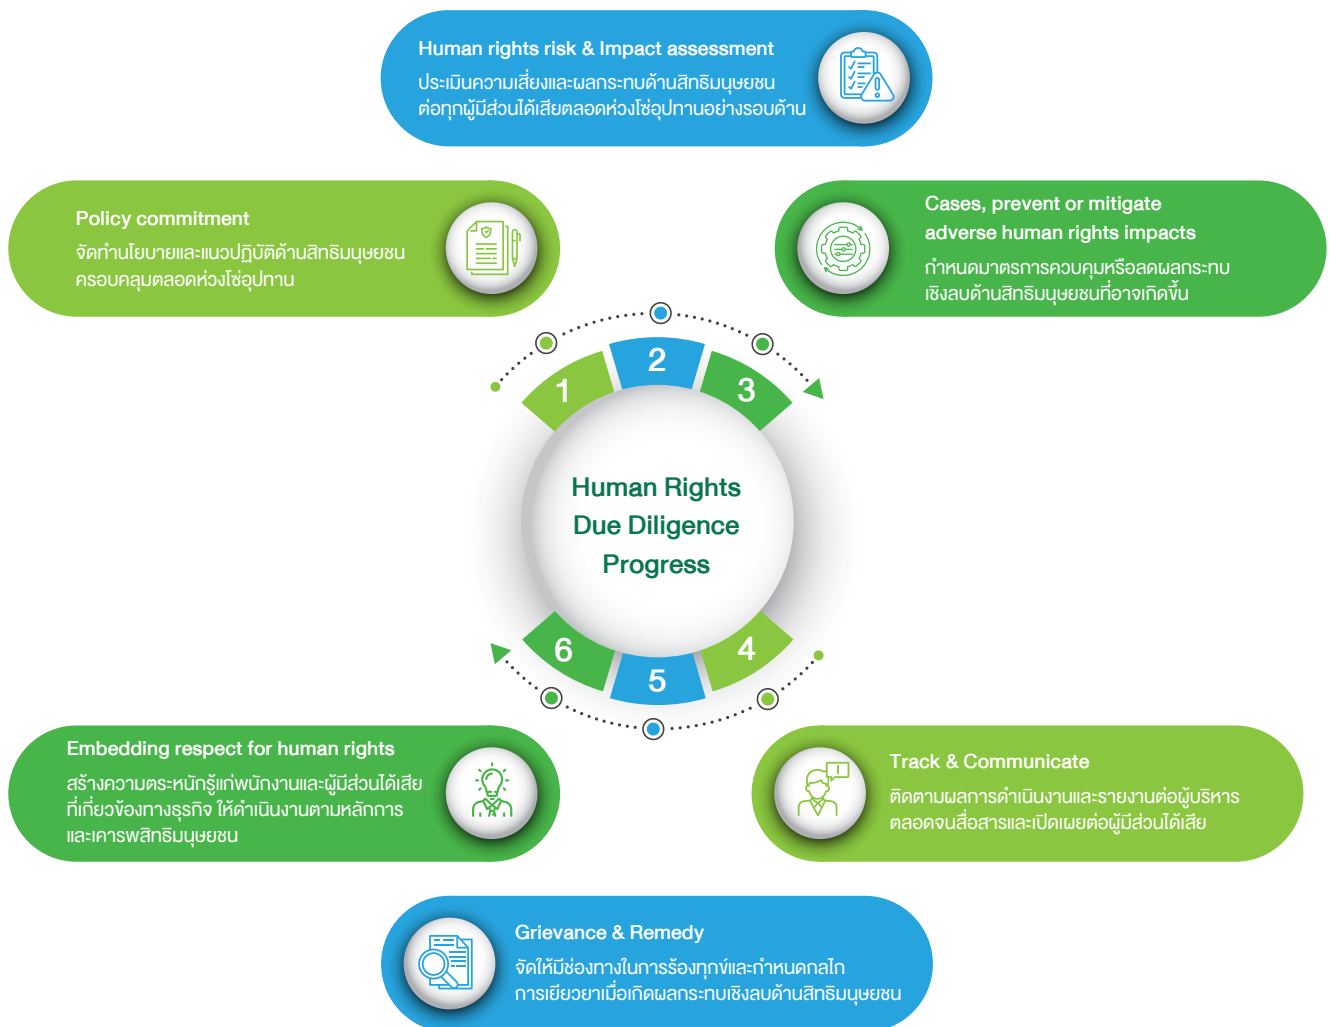 Human rights risk & Impact assessment
ประเมินความเสี่ยงและผลกระทบด้านสิทธิมนุษยชน
ต่อทุกผู้มีส่วนได้เสียตลอดห่วงโซ่อุปทานอย่างรอบด้าน
Policy commitment
จัดทำนโยบายและแนวปฏิบัติด้านสิทธิมนุษยชน
ครอบคลุมตลอดห่วงโซ่อุปทาน
Cases, prevent or mitigate
adverse human rights impacts
กำหนดมาตรการควบคุมหรือลดผลกระทบ
เชิงลบด้านสิทธิมนุษยชนที่อาจเกิดขึ้น
1
2
3
Human Rights
Due Diligence
Progress
6
5
4
Embedding respect for human rights
สร้างความตระหนักรู้แก่พนักงานและผู้มีส่วนได้เสีย
ที่เกี่ยวข้องทางธุรกิจ ให้ดำเนินงานตามหลักการ
และเคารพสิทธิมนุษยชน
Track & Communicate
ติดตามผลการดำเนินงานและรายงานต่อผู้บริหาร
ตลอดจนสื่อสารและเปิดเผยต่อผู้มีส่วนได้เสีย
Grievance & Remedy
จัดให้มีช่องทางในการร้องทุกข์และกำหนดกลไก
การเยียวยาเมื่อเกิดผลกระทบเชิงลบด้านสิทธิมนุษยชน